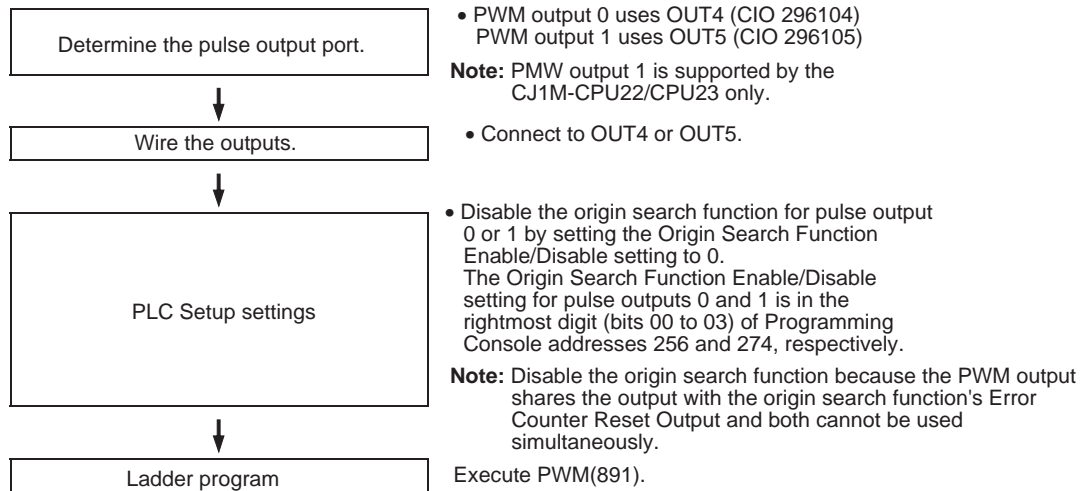 Determine the pulse output port.
• PWM output 0 uses OUT4 (CIO 296104)
PWM output 1 uses OUT5 (CIO 296105)
Note: PMW output 1 is supported by the
CJ1M-CPU22/CPU23 only.
Wire the outputs.
• Connect to OUT4 or OUT5.
PLC Setup settings
• Disable the origin search function for pulse output
0 or 1 by setting the Origin Search Function
Enable/Disable setting to 0.
The Origin Search Function Enable/Disable
setting for pulse outputs 0 and 1 is in the
rightmost digit (bits 00 to 03) of Programming
Console addresses 256 and 274, respectively.
Note: Disable the origin search function because the PWM output
shares the output with the origin search function's Error
Counter Reset Output and both cannot be used
simultaneously.
Ladder program
Execute PWM(891).